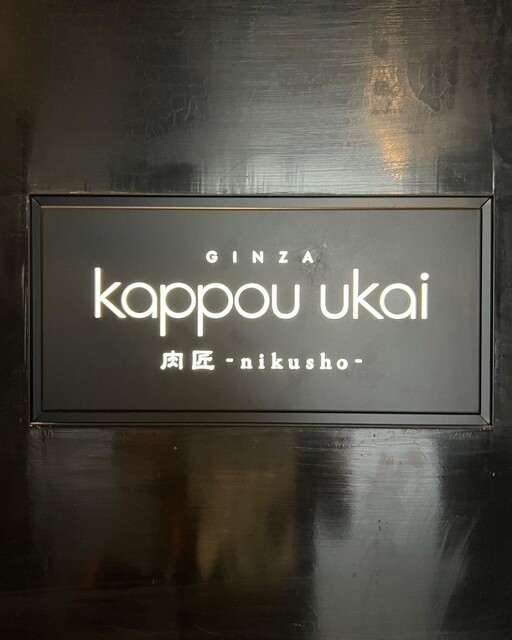 GINZA
kappou ukai
肉匠 -nikusho-